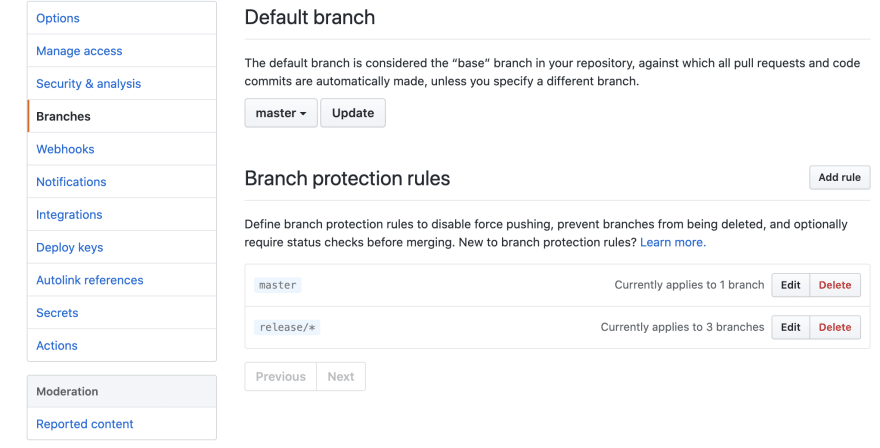 Options
Manage access
Security & analysis
Branches
Webhooks
Notifications
Integrations
Deploy keys
Autolink references
Secrets
Actions
Moderation
Reported content
Default branch
The default branch is considered the “base” branch in your repository, against which all pull requests and code
commits are automatically made, unless you specify a different branch.
master Update
Branch protection rules Add rule
Define branch protection rules to disable force pushing, prevent branches from being deleted, and optionally
require status checks before merging. New to branch protection rules? Learn more.
master Currently applies to 1 branch Edit Delete
release/* Currently applies to 3 branches Edit Delete
Previous Next